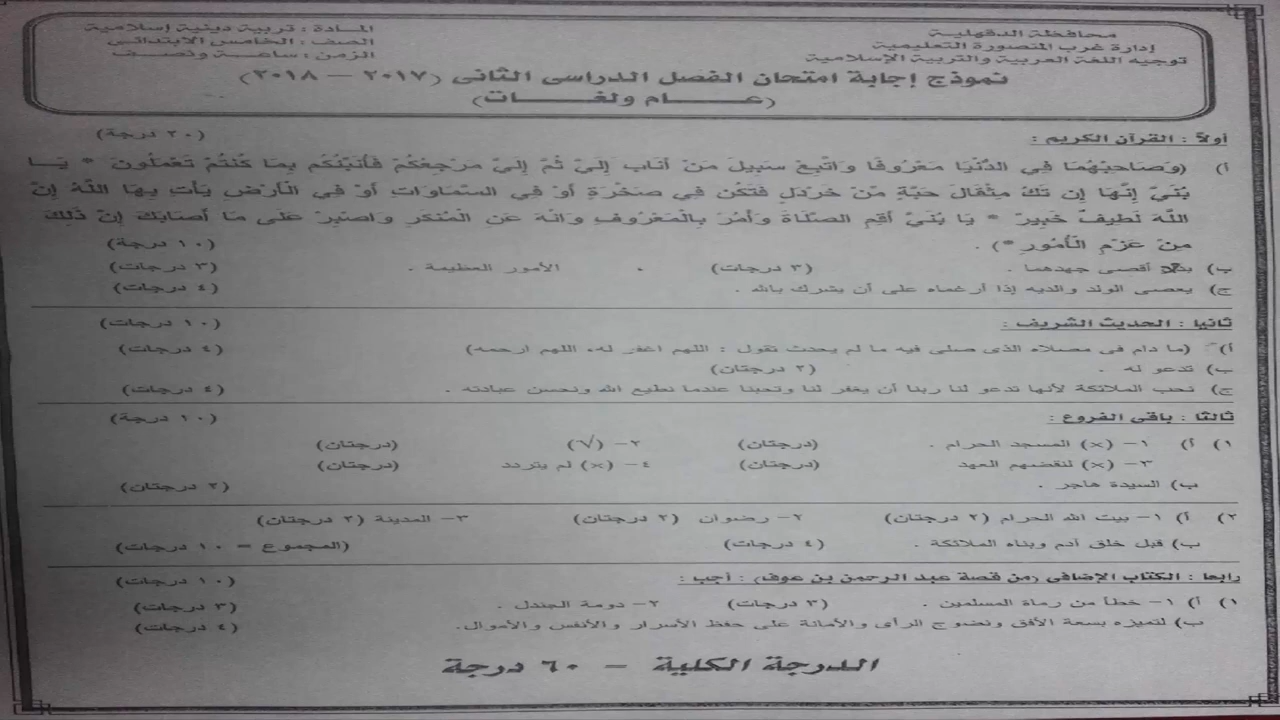 محافظة الدقهلية
إدارة غرب المنصورة التعليمية
توجيه اللغة العربية والتربية الإسلامية
المادة : تربية دينية إسلامية
الصف : الخامس الابتدائى
الزمن : ساعة ونصف
نموذج إجابة امتحان الفصل الدراسى الثانى (٢٠١٧ – ٢٠١٨)
(عام ولغات)
أولاً : القرآن الكريم : (٢٠ درجة)
أ) (وَصَاحِبْهُمَا فِي الدُّنْيَا مَعْرُوفًا وَاتَّبِعْ سَبِيلَ مَنْ أَنَابَ إِلَيَّ ثُمَّ إِلَيَّ مَرْجِعُكُمْ فَأُنَبِّئُكُم بِمَا كُنتُمْ تَعْمَلُونَ * يَا
بُنَيَّ إِنَّهَا إِن تَكُ مِثْقَالَ حَبَّةٍ مِّنْ خَرْدَلٍ فَتَكُن فِي صَخْرَةٍ أَوْ فِي السَّمَاوَاتِ أَوْ فِي الْأَرْضِ يَأْتِ بِهَا اللَّهُ إِنَّ
اللَّهَ لَطِيفٌ خَبِيرٌ * يَا بُنَيَّ أَقِمِ الصَّلَاةَ وَأْمُرْ بِالْمَعْرُوفِ وَانْهَ عَنِ الْمُنكَرِ وَاصْبِرْ عَلَى مَا أَصَابَكَ إِنَّ ذَلِكَ
مِنْ عَزْمِ الْأُمُورِ *) . (١٠ درجة)
ب) أقصى جهدهما . (٣ درجات) الأمور العظيمة . (٣ درجات)
ج) يعصى الولد والديه إذا أرغماه على أن يشرك بالله . (٤ درجات)
ثانيا : الحديث الشريف : (١٠ درجات)
أ) (ما دام فى مصلاه الذى صلى فيه ما لم يحدث تقول : اللهم اغفر له، اللهم ارحمه) (٤ درجات)
ب) تدعو له . (٢ درجتان)
ج) نحب الملائكة لأنها تدعو لنا ربنا أن يغفر لنا وتحبنا عندما نطيع الله ونحسن عبادته . (٤ درجات)
ثالثا : باقى الفروع : (١٠ درجة)
١) أ) ١- (×) المسجد الحرام . (درجتان) ٢- (√) (درجتان)
٣- (×) لنقضهم العهد (درجتان) ٤- (×) لم يتردد (درجتان)
ب) السيدة هاجر . (٢ درجتان)
٢) أ) ١- بيت الله الحرام (٢ درجتان) ٢- رضوان (٢ درجتان) ٣- المدينة (٢ درجتان)
ب) قبل خلق آدم وبناه الملائكة . (٤ درجات) (المجموع = ١٠ درجات)
رابعا : الكتاب الإضافى (من قصة عبد الرحمن بن عوف) : أجب : (١٠ درجات)
١) أ) ١- خطأ من رماة المسلمين . (٣ درجات) ٢- دومة الجندل . (٣ درجات)
ب) لتميزه بسعة الأفق ونضوج الرأى والأمانة على حفظ الأسرار والأنفس والأموال. (٤ درجات)
الدرجة الكلية = ٦٠ درجة